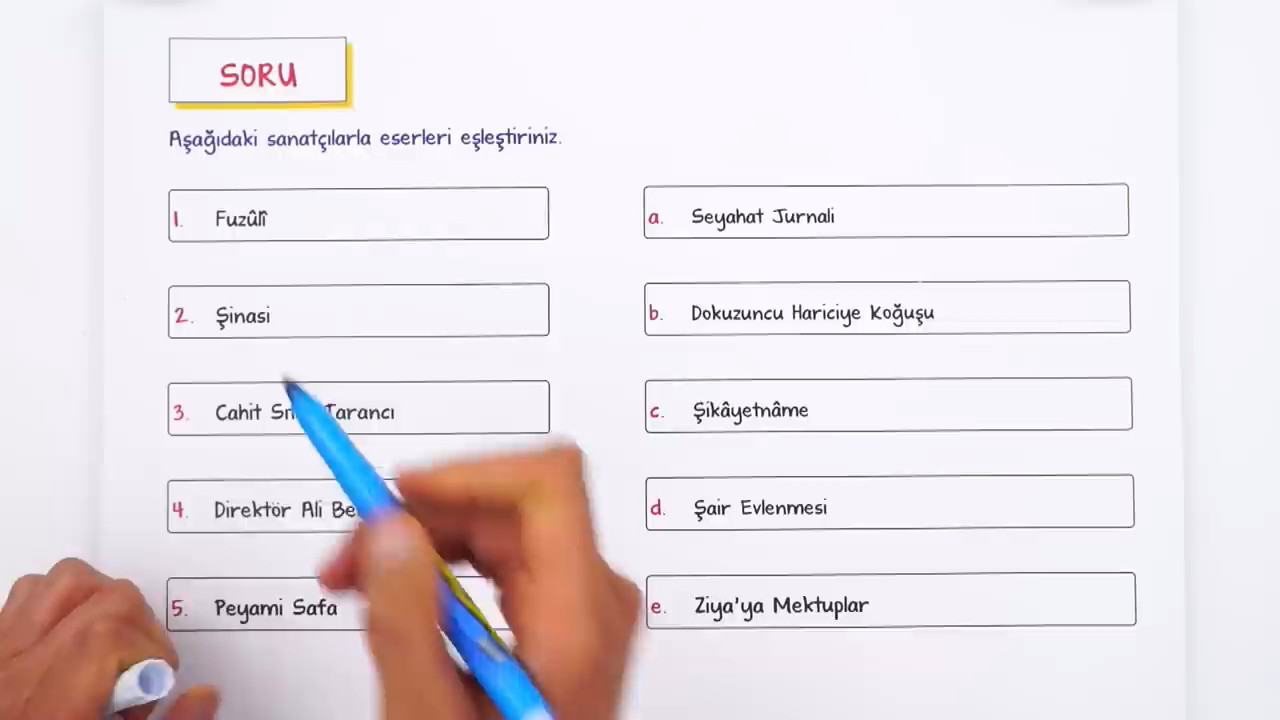 SORU
Aşağıdaki sanatçılarla eserleri eşleştiriniz.
1. Fuzûlî
a. Seyahat Jurnali
2. Şinasi
b. Dokuzuncu Hariciye Koğuşu
3. Cahit Tarancı
c. Şikâyetnâme
4. Direktör Ali
d. Şair Evlenmesi
5. Peyami Safa
e. Ziya'ya Mektuplar